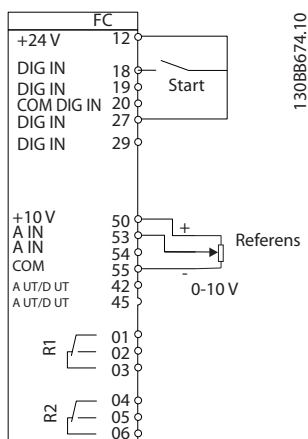 FC
+24 V 12
DIG IN 18
DIG IN 19
COM DIG IN 20
DIG IN 27
DIG IN 29
Start
+10 V 50
A IN 53
A IN 54
COM 55
A UT/D UT 42
A UT/D UT 45
+
-
Referens
0-10 V
R1
01
02
03
R2
04
05
06
130BB674.10